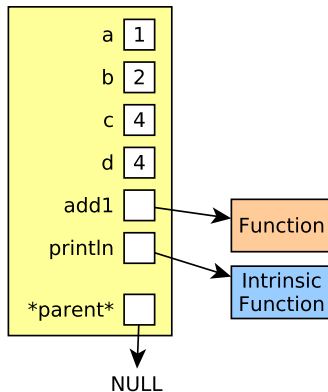 a 1
b 2
c 4
d 4
add1
Function
println
Intrinsic
Function
*parent*
NULL